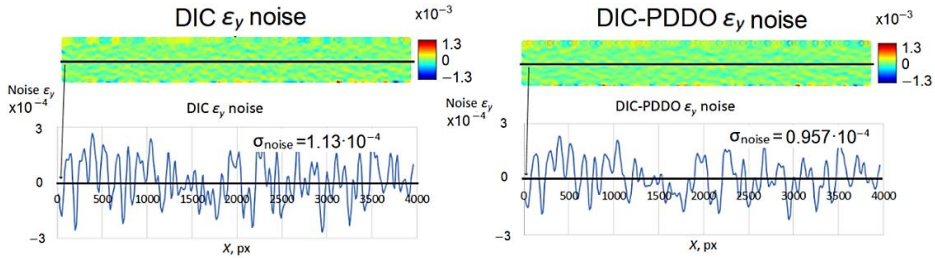 DIC εy noise
x10⁻³
1.3
0
−1.3
Noise εy
x10⁻⁴
DIC εy noise
3
σnoise=1.13·10⁻⁴
0
0 500 1000 1500 2000 2500 3000 3500 4000
−3
X, px
DIC-PDDO εy noise
x10⁻³
1.3
0
−1.3
Noise εy
x10⁻⁴
DIC-PDDO εy noise
3
σnoise=0.957·10⁻⁴
0
0 500 1000 1500 2000 2500 3000 3500 4000
−3
X, px